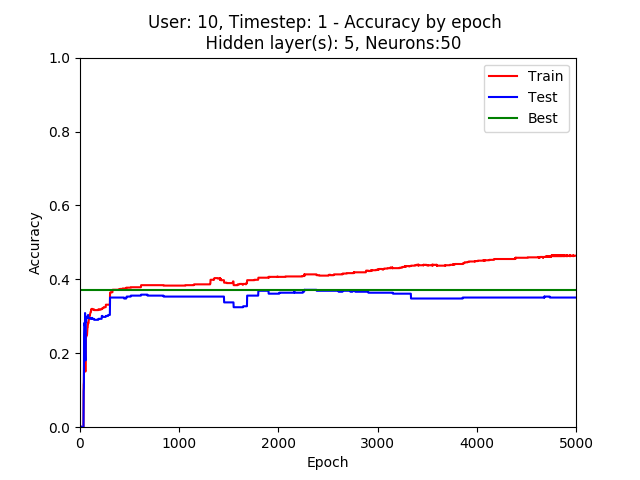 User: 10, Timestep: 1 - Accuracy by epoch
Hidden layer(s): 5, Neurons:50
1.0
Train
Test
Best
0.8
0.6
Accuracy
0.4
0.2
0.0
0
1000
2000
3000
4000
5000
Epoch